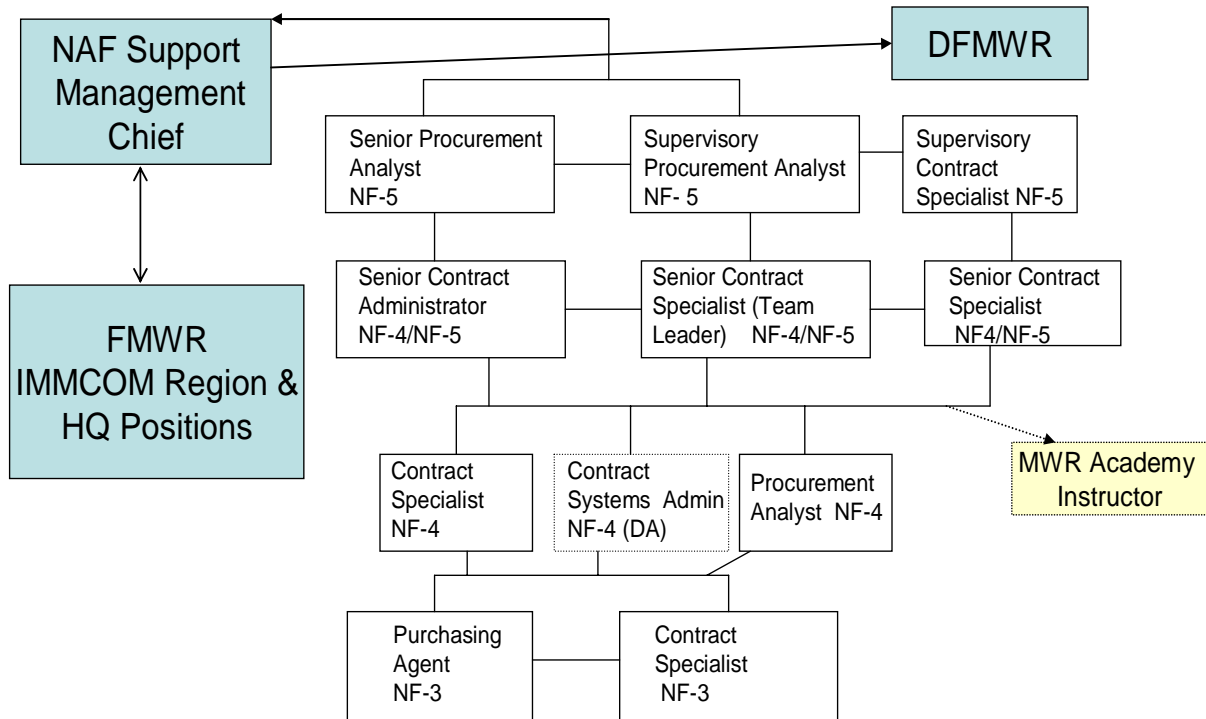 NAF Support
Management
Chief
DFMWR
Senior Procurement
Analyst
NF-5
Supervisory
Procurement Analyst
NF- 5
Supervisory
Contract
Specialist NF-5
Senior Contract
Administrator
NF-4/NF-5
Senior Contract
Specialist (Team
Leader) NF-4/NF-5
Senior Contract
Specialist
NF4/NF-5
FMWR
IMMCOM Region &
HQ Positions
Contract
Specialist
NF-4
Contract
Systems Admin
NF-4 (DA)
Procurement
Analyst NF-4
MWR Academy
Instructor
Purchasing
Agent
NF-3
Contract
Specialist
NF-3